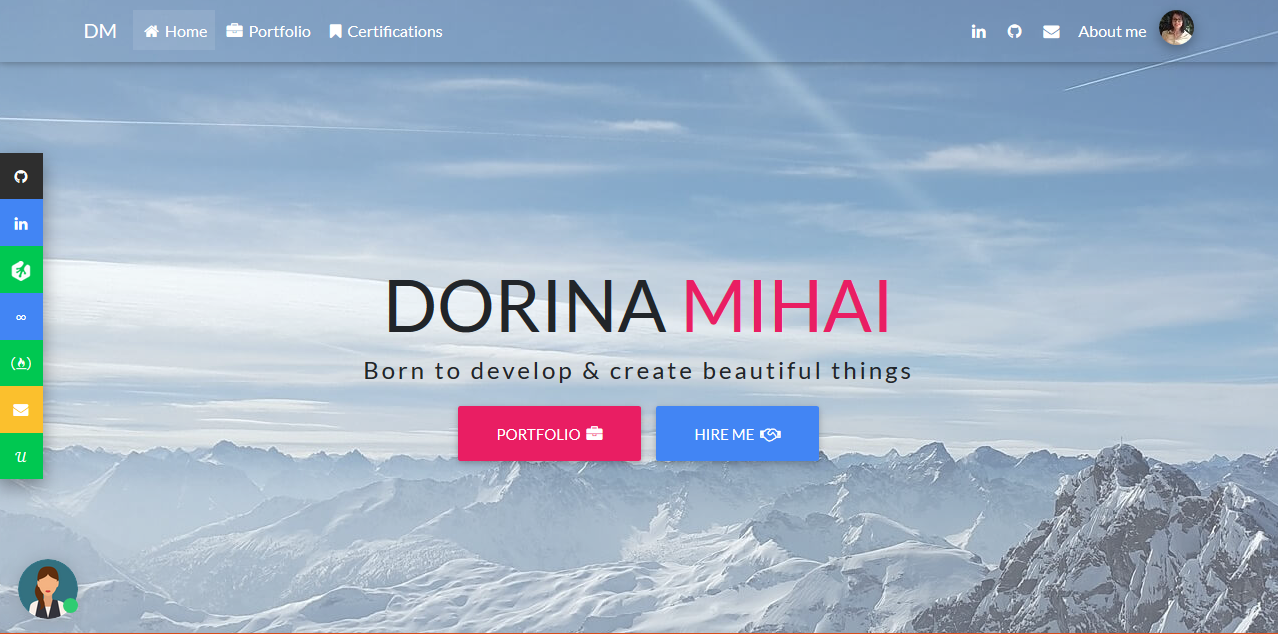 DM Home Portfolio Certifications About me
DORINA MIHAI
Born to develop & create beautiful things
PORTFOLIO HIRE ME